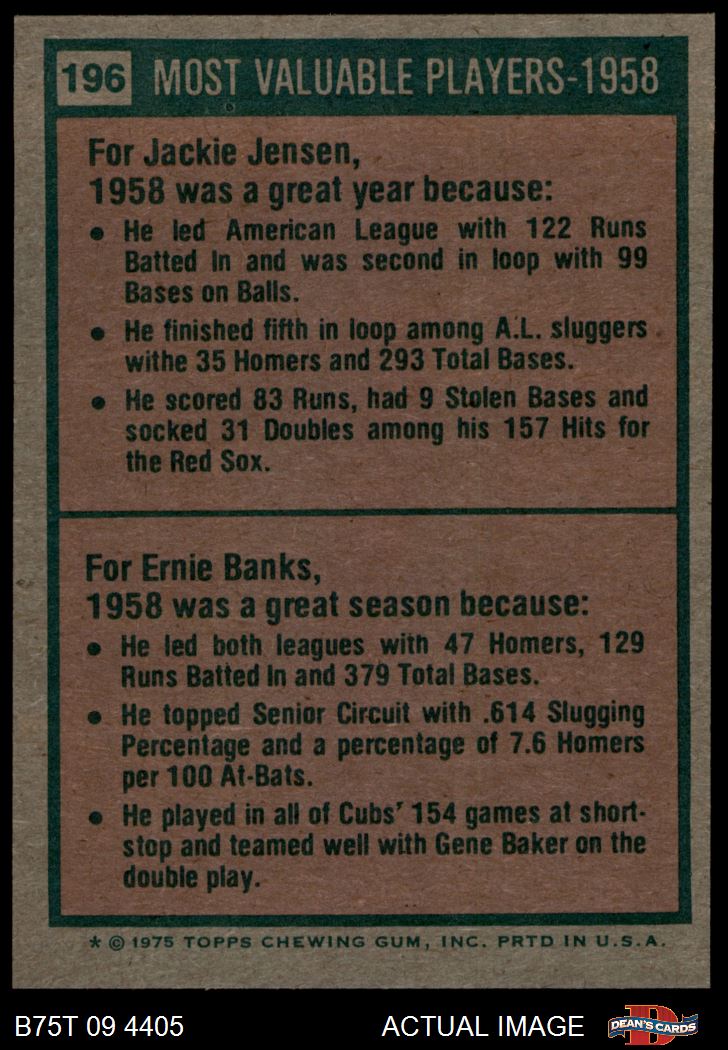 196 MOST VALUABLE PLAYERS-1958
For Jackie Jensen,
1958 was a great year because:
• He led American League with 122 Runs
Batted In and was second in loop with 99
Bases on Balls.
• He finished fifth in loop among A.L. sluggers
withe 35 Homers and 293 Total Bases.
• He scored 83 Runs, had 9 Stolen Bases and
socked 31 Doubles among his 157 Hits for
the Red Sox.
For Ernie Banks,
1958 was a great season because:
• He led both leagues with 47 Homers, 129
Runs Batted In and 379 Total Bases.
• He topped Senior Circuit with .614 Slugging
Percentage and a percentage of 7.6 Homers
per 100 At-Bats.
• He played in all of Cubs' 154 games at short-
stop and teamed well with Gene Baker on the
double play.
* © 1975 TOPPS CHEWING GUM, INC. PRTD IN U.S.A.
B75T 09 4405 ACTUAL IMAGE DEAN'S CARDS